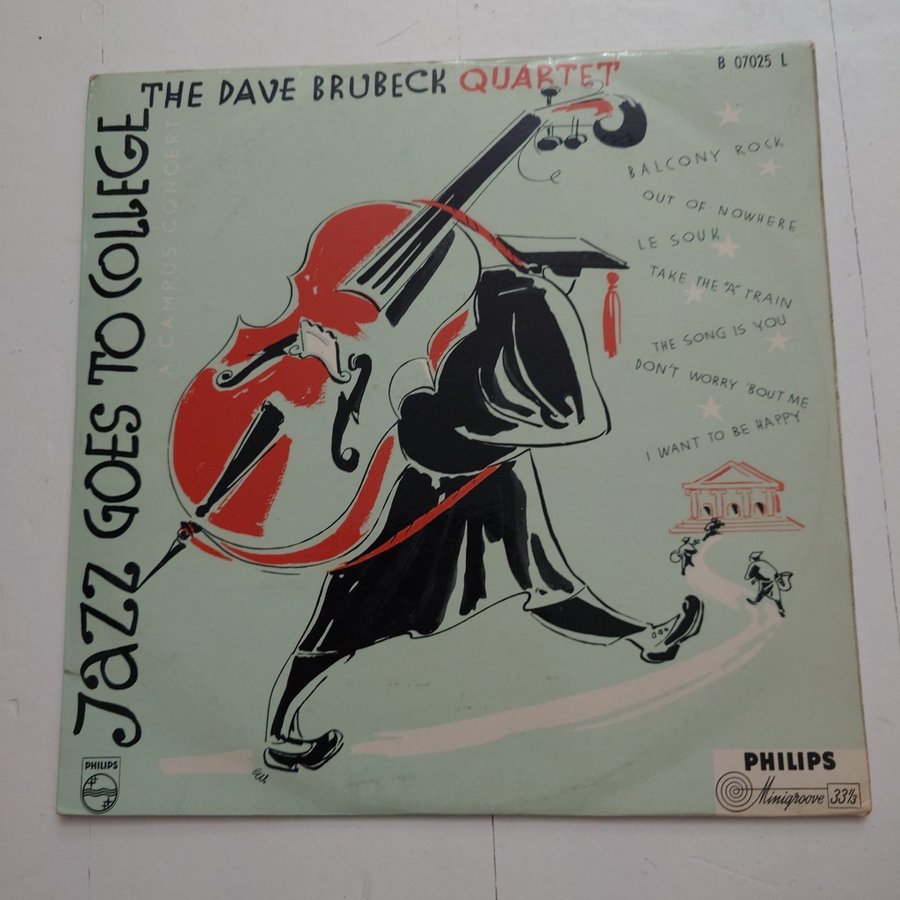 B 07025 L
THE DAVE BRUBECK QUARTET
JAZZ GOES TO COLLEGE
A CAMPUS CONCERT
BALCONY ROCK
OUT OF NOWHERE
LE SOUK
TAKE THE "A" TRAIN
THE SONG IS YOU
DON'T WORRY 'BOUT ME
I WANT TO BE HAPPY
PHILIPS
PHILIPS
Minigroove 33⅓